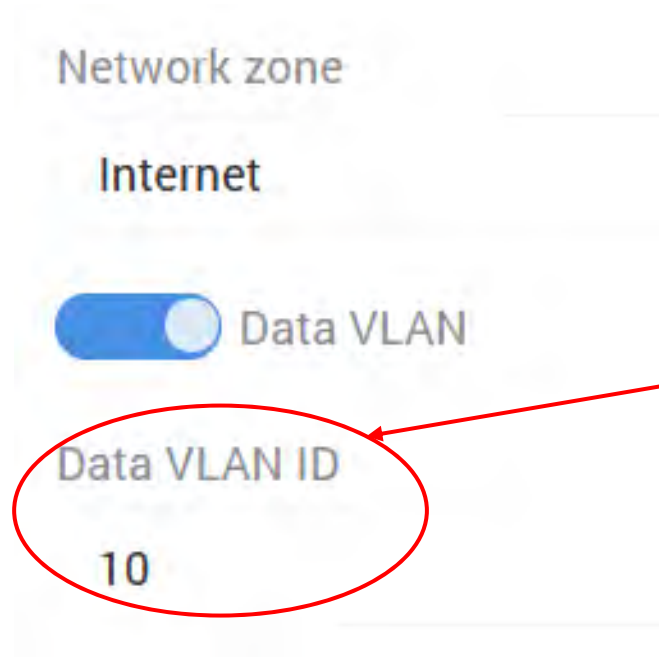 Network zone
Internet
Data VLAN
Data VLAN ID
10